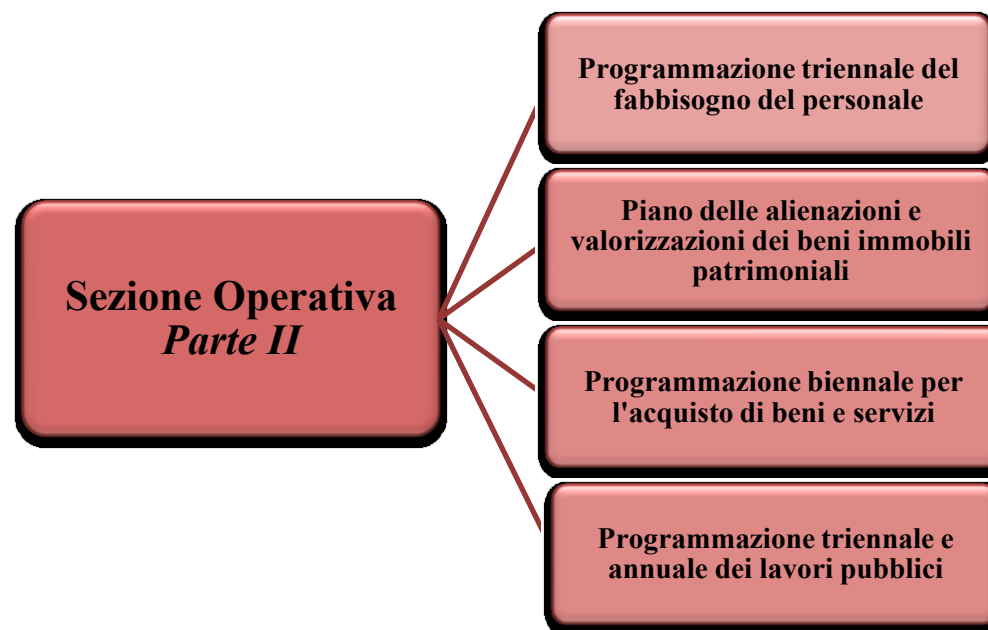 Sezione Operativa
Parte II
Programmazione triennale del
fabbisogno del personale
Piano delle alienazioni e
valorizzazioni dei beni immobili
patrimoniali
Programmazione biennale per
l'acquisto di beni e servizi
Programmazione triennale e
annuale dei lavori pubblici